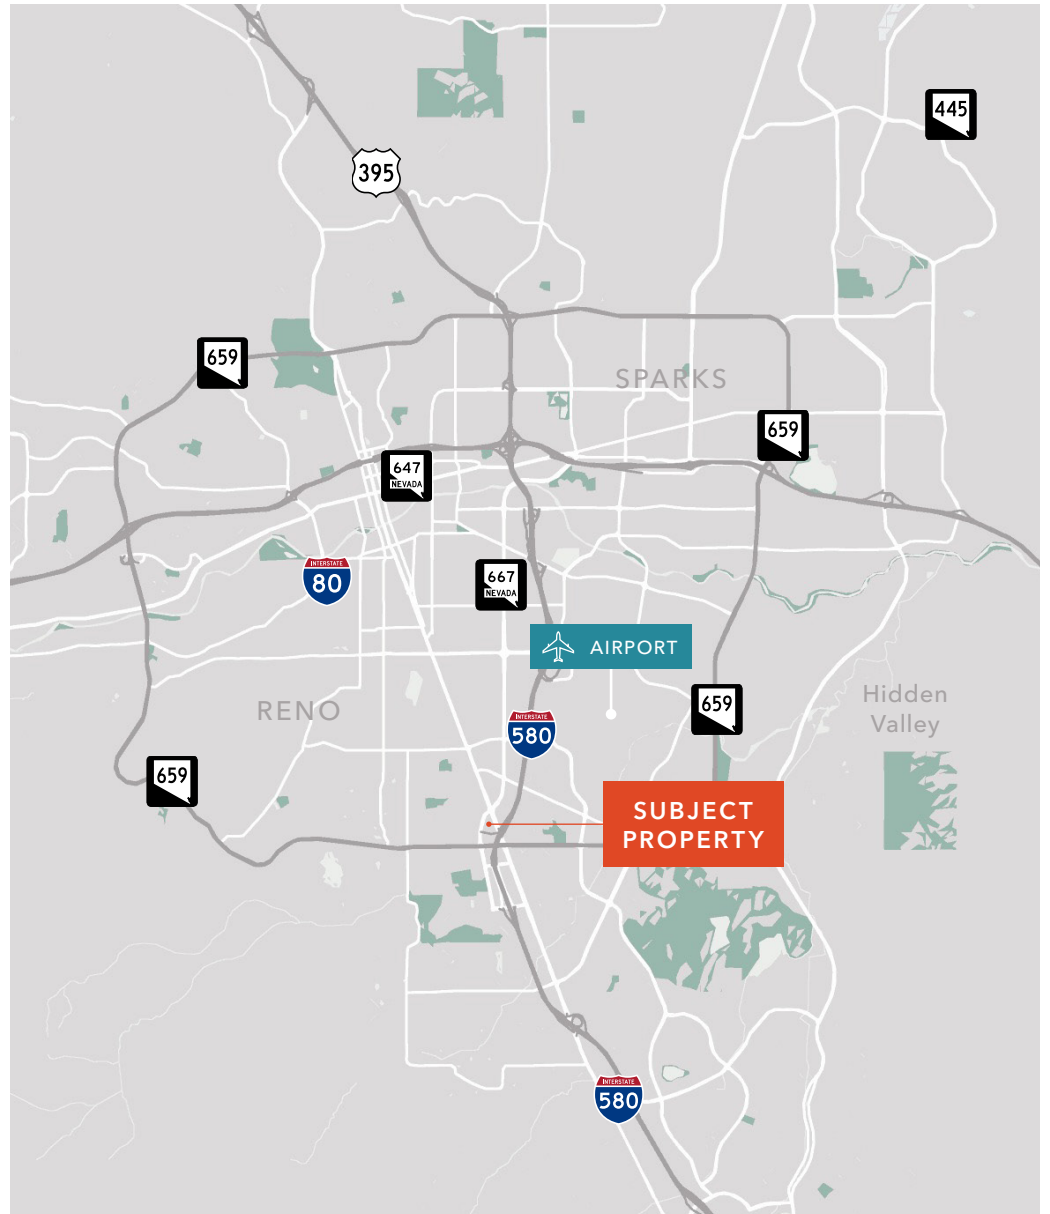 445
395
659
SPARKS
659
647
NEVADA
INTERSTATE
80
667
NEVADA
AIRPORT
659
Hidden
Valley
RENO
INTERSTATE
580
659
SUBJECT
PROPERTY
INTERSTATE
580